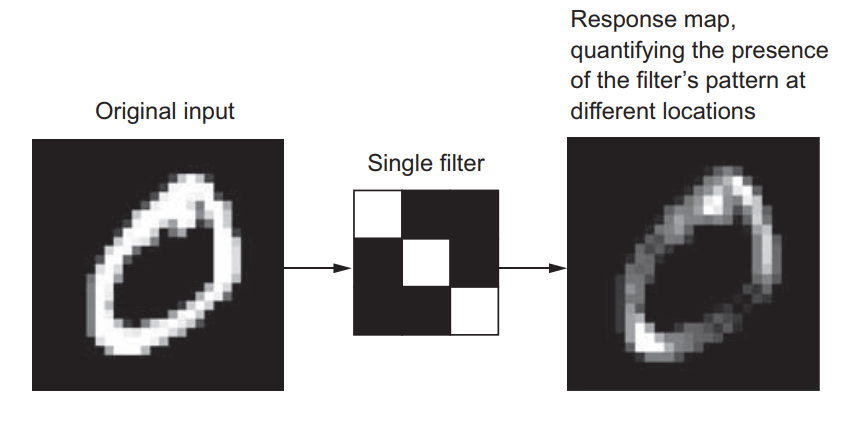 Original input
Single filter
Response map,
quantifying the presence
of the filter's pattern at
different locations